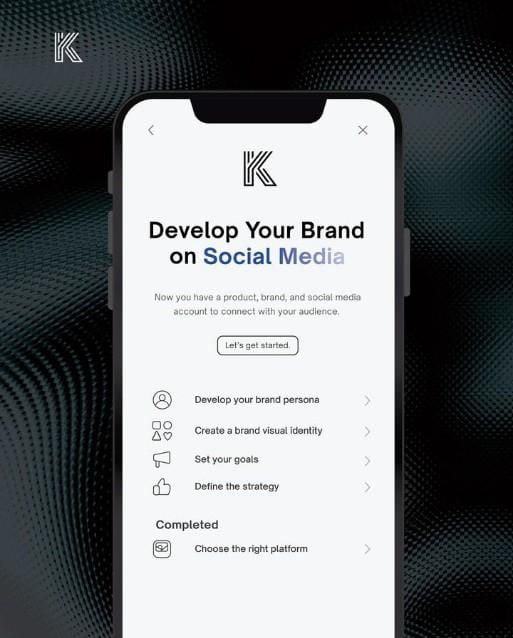 K
K
Develop Your Brand
on Social Media
Now you have a product, brand, and social media
account to connect with your audience.
Let's get started.
Develop your brand persona
Create a brand visual identity
Set your goals
Define the strategy
Completed
Choose the right platform